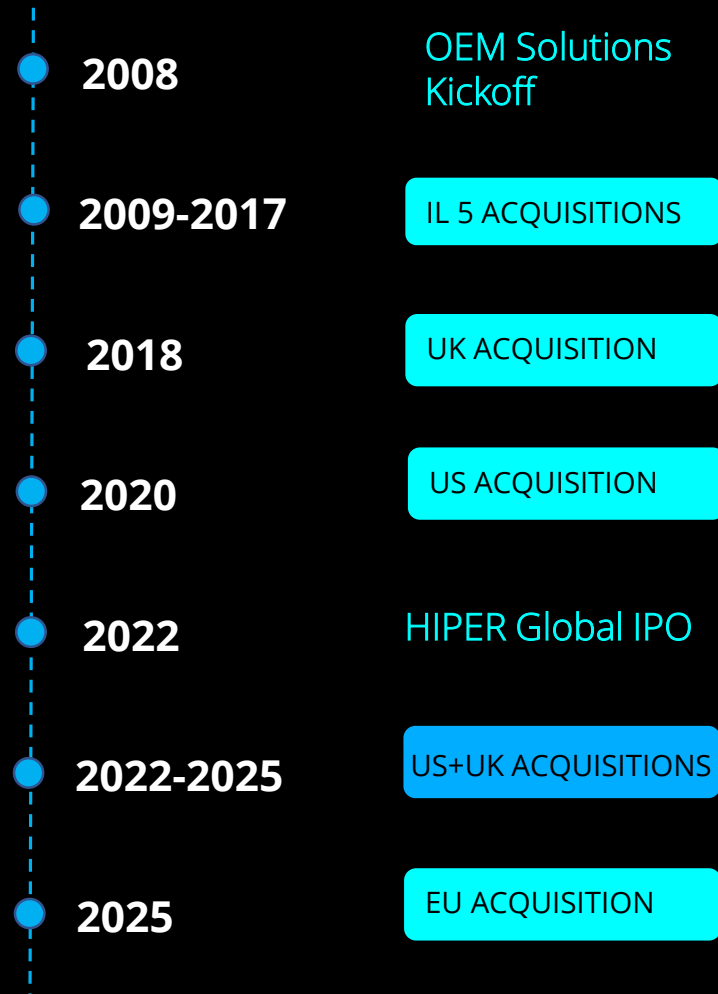 2008
OEM Solutions
Kickoff
2009-2017
IL 5 ACQUISITIONS
2018
UK ACQUISITION
2020
US ACQUISITION
2022
HIPER Global IPO
2022-2025
US+UK ACQUISITIONS
2025
EU ACQUISITION